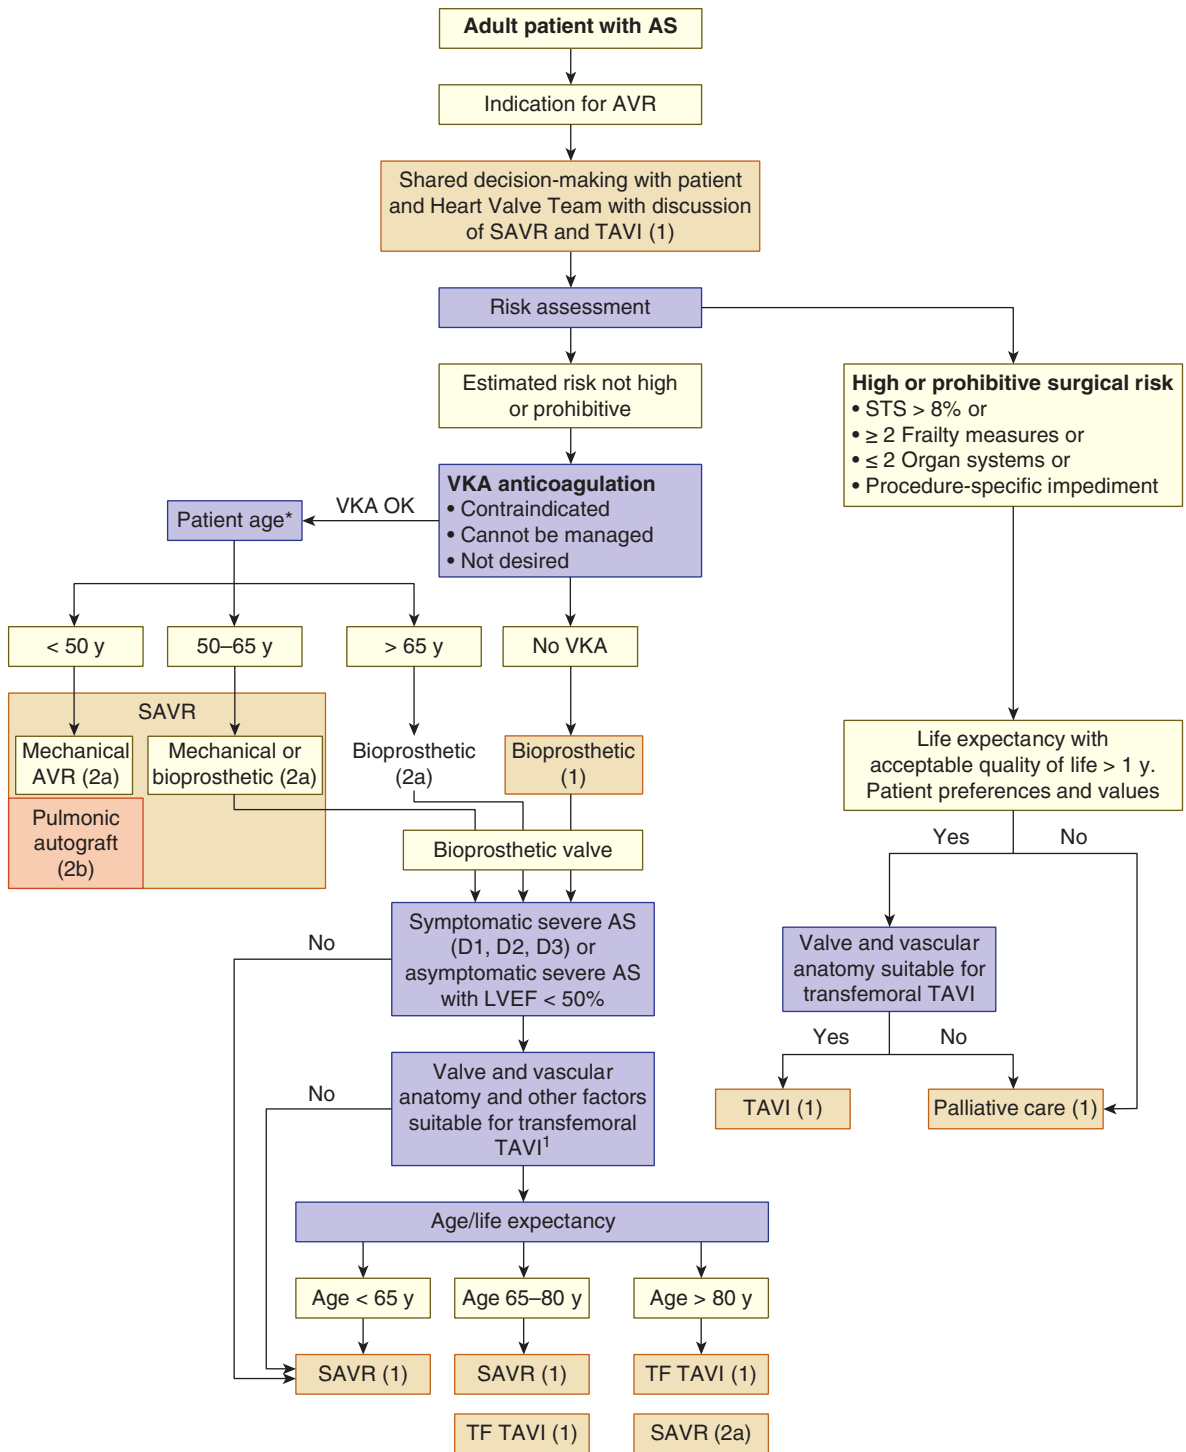 Adult patient with AS
Indication for AVR
Shared decision-making with patient
and Heart Valve Team with discussion
of SAVR and TAVI (1)
Risk assessment
Estimated risk not high
or prohibitive
High or prohibitive surgical risk
• STS > 8% or
• ≥ 2 Frailty measures or
• ≤ 2 Organ systems or
• Procedure-specific impediment
VKA anticoagulation
• Contraindicated
• Cannot be managed
• Not desired
VKA OK
Patient age*
< 50 y
50–65 y
> 65 y
No VKA
SAVR
Mechanical
AVR (2a)
Mechanical or
bioprosthetic (2a)
Bioprosthetic
(2a)
Bioprosthetic
(1)
Pulmonic
autograft
(2b)
Life expectancy with
acceptable quality of life > 1 y.
Patient preferences and values
Yes
No
Bioprosthetic valve
Symptomatic severe AS
(D1, D2, D3) or
asymptomatic severe AS
with LVEF < 50%
No
Valve and vascular
anatomy suitable for
transfemoral TAVI
Yes
No
TAVI (1)
Palliative care (1)
Valve and vascular
anatomy and other factors
suitable for transfemoral
TAVI¹
No
Age/life expectancy
Age < 65 y
Age 65–80 y
Age > 80 y
SAVR (1)
SAVR (1)
TF TAVI (1)
TF TAVI (1)
SAVR (2a)